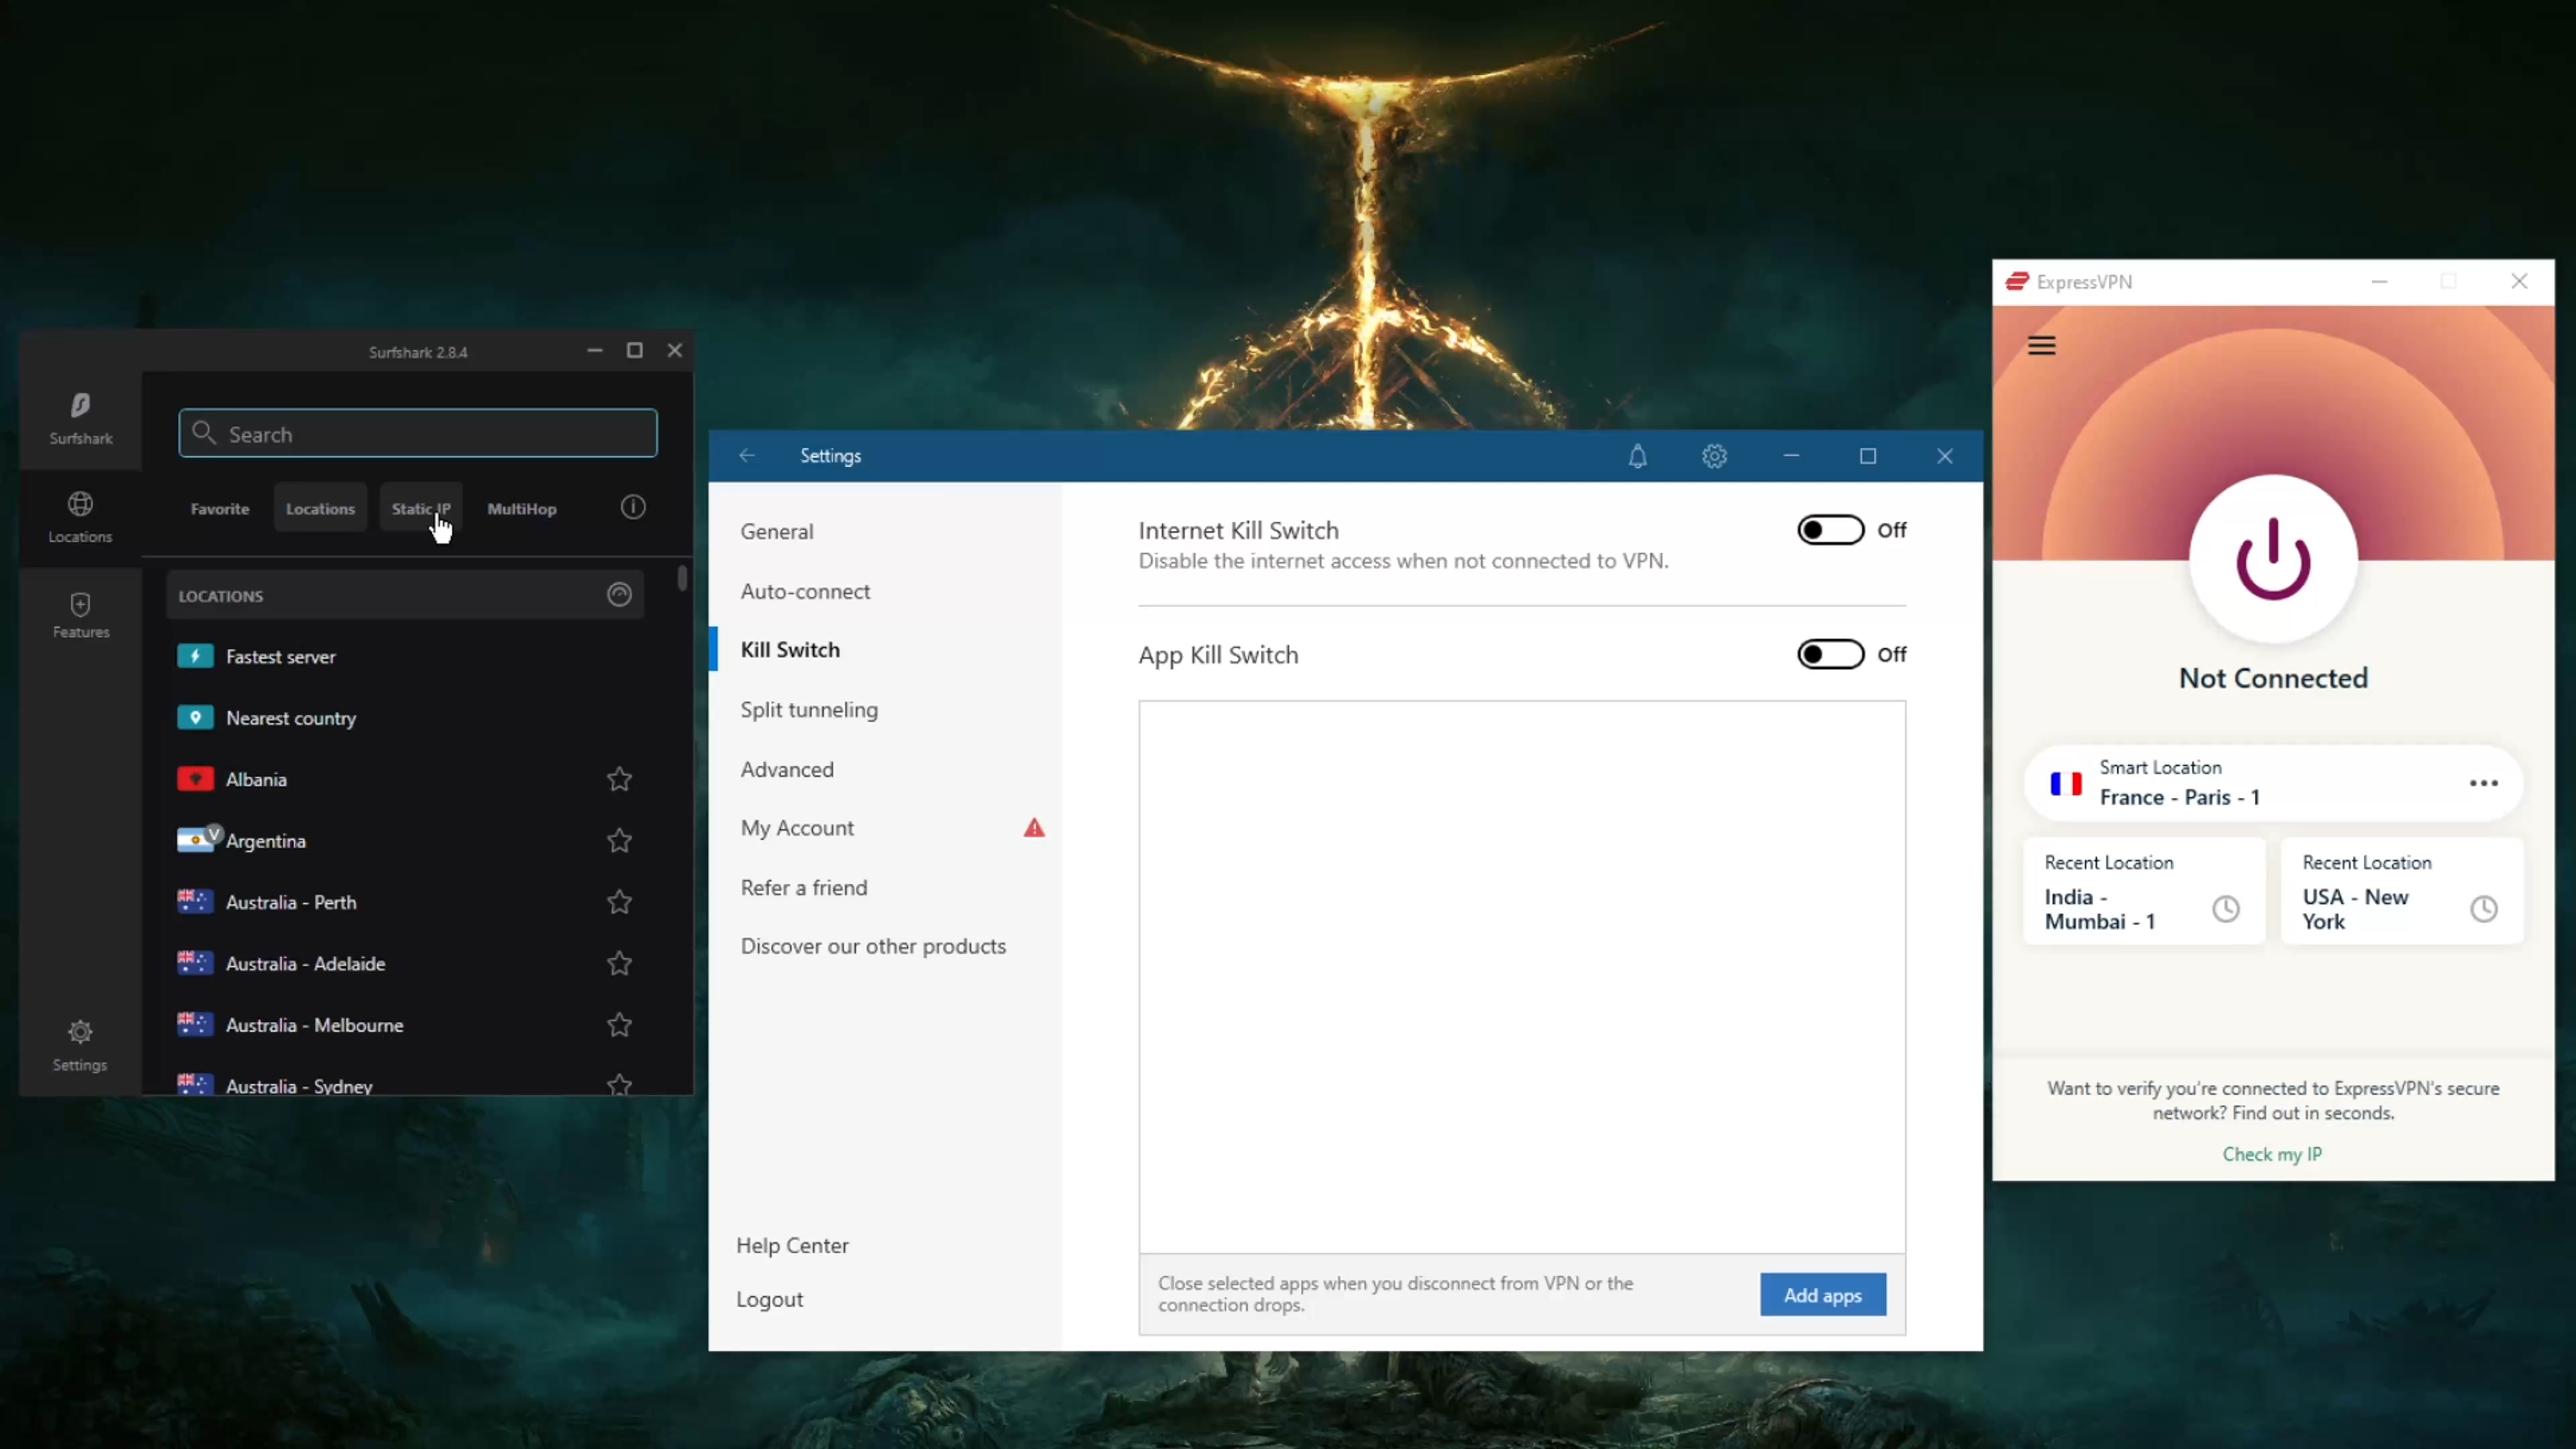 Surfshark 2.8.4
Surfshark
Locations
Features
Settings
Search
Favorite
Locations
Static IP
MultiHop
LOCATIONS
Fastest server
Nearest country
Albania
V
Argentina
Australia - Perth
Australia - Adelaide
Australia - Melbourne
Australia - Sydney
Settings
General
Auto-connect
Kill Switch
Split tunneling
Advanced
My Account
Refer a friend
Discover our other products
Help Center
Logout
Internet Kill Switch
Off
Disable the internet access when not connected to VPN.
App Kill Switch
Off
Close selected apps when you disconnect from VPN or the
connection drops.
Add apps
ExpressVPN
Not Connected
Smart Location
France - Paris - 1
Recent Location
India -
Mumbai - 1
Recent Location
USA - New
York
Want to verify you're connected to ExpressVPN's secure
network? Find out in seconds.
Check my IP